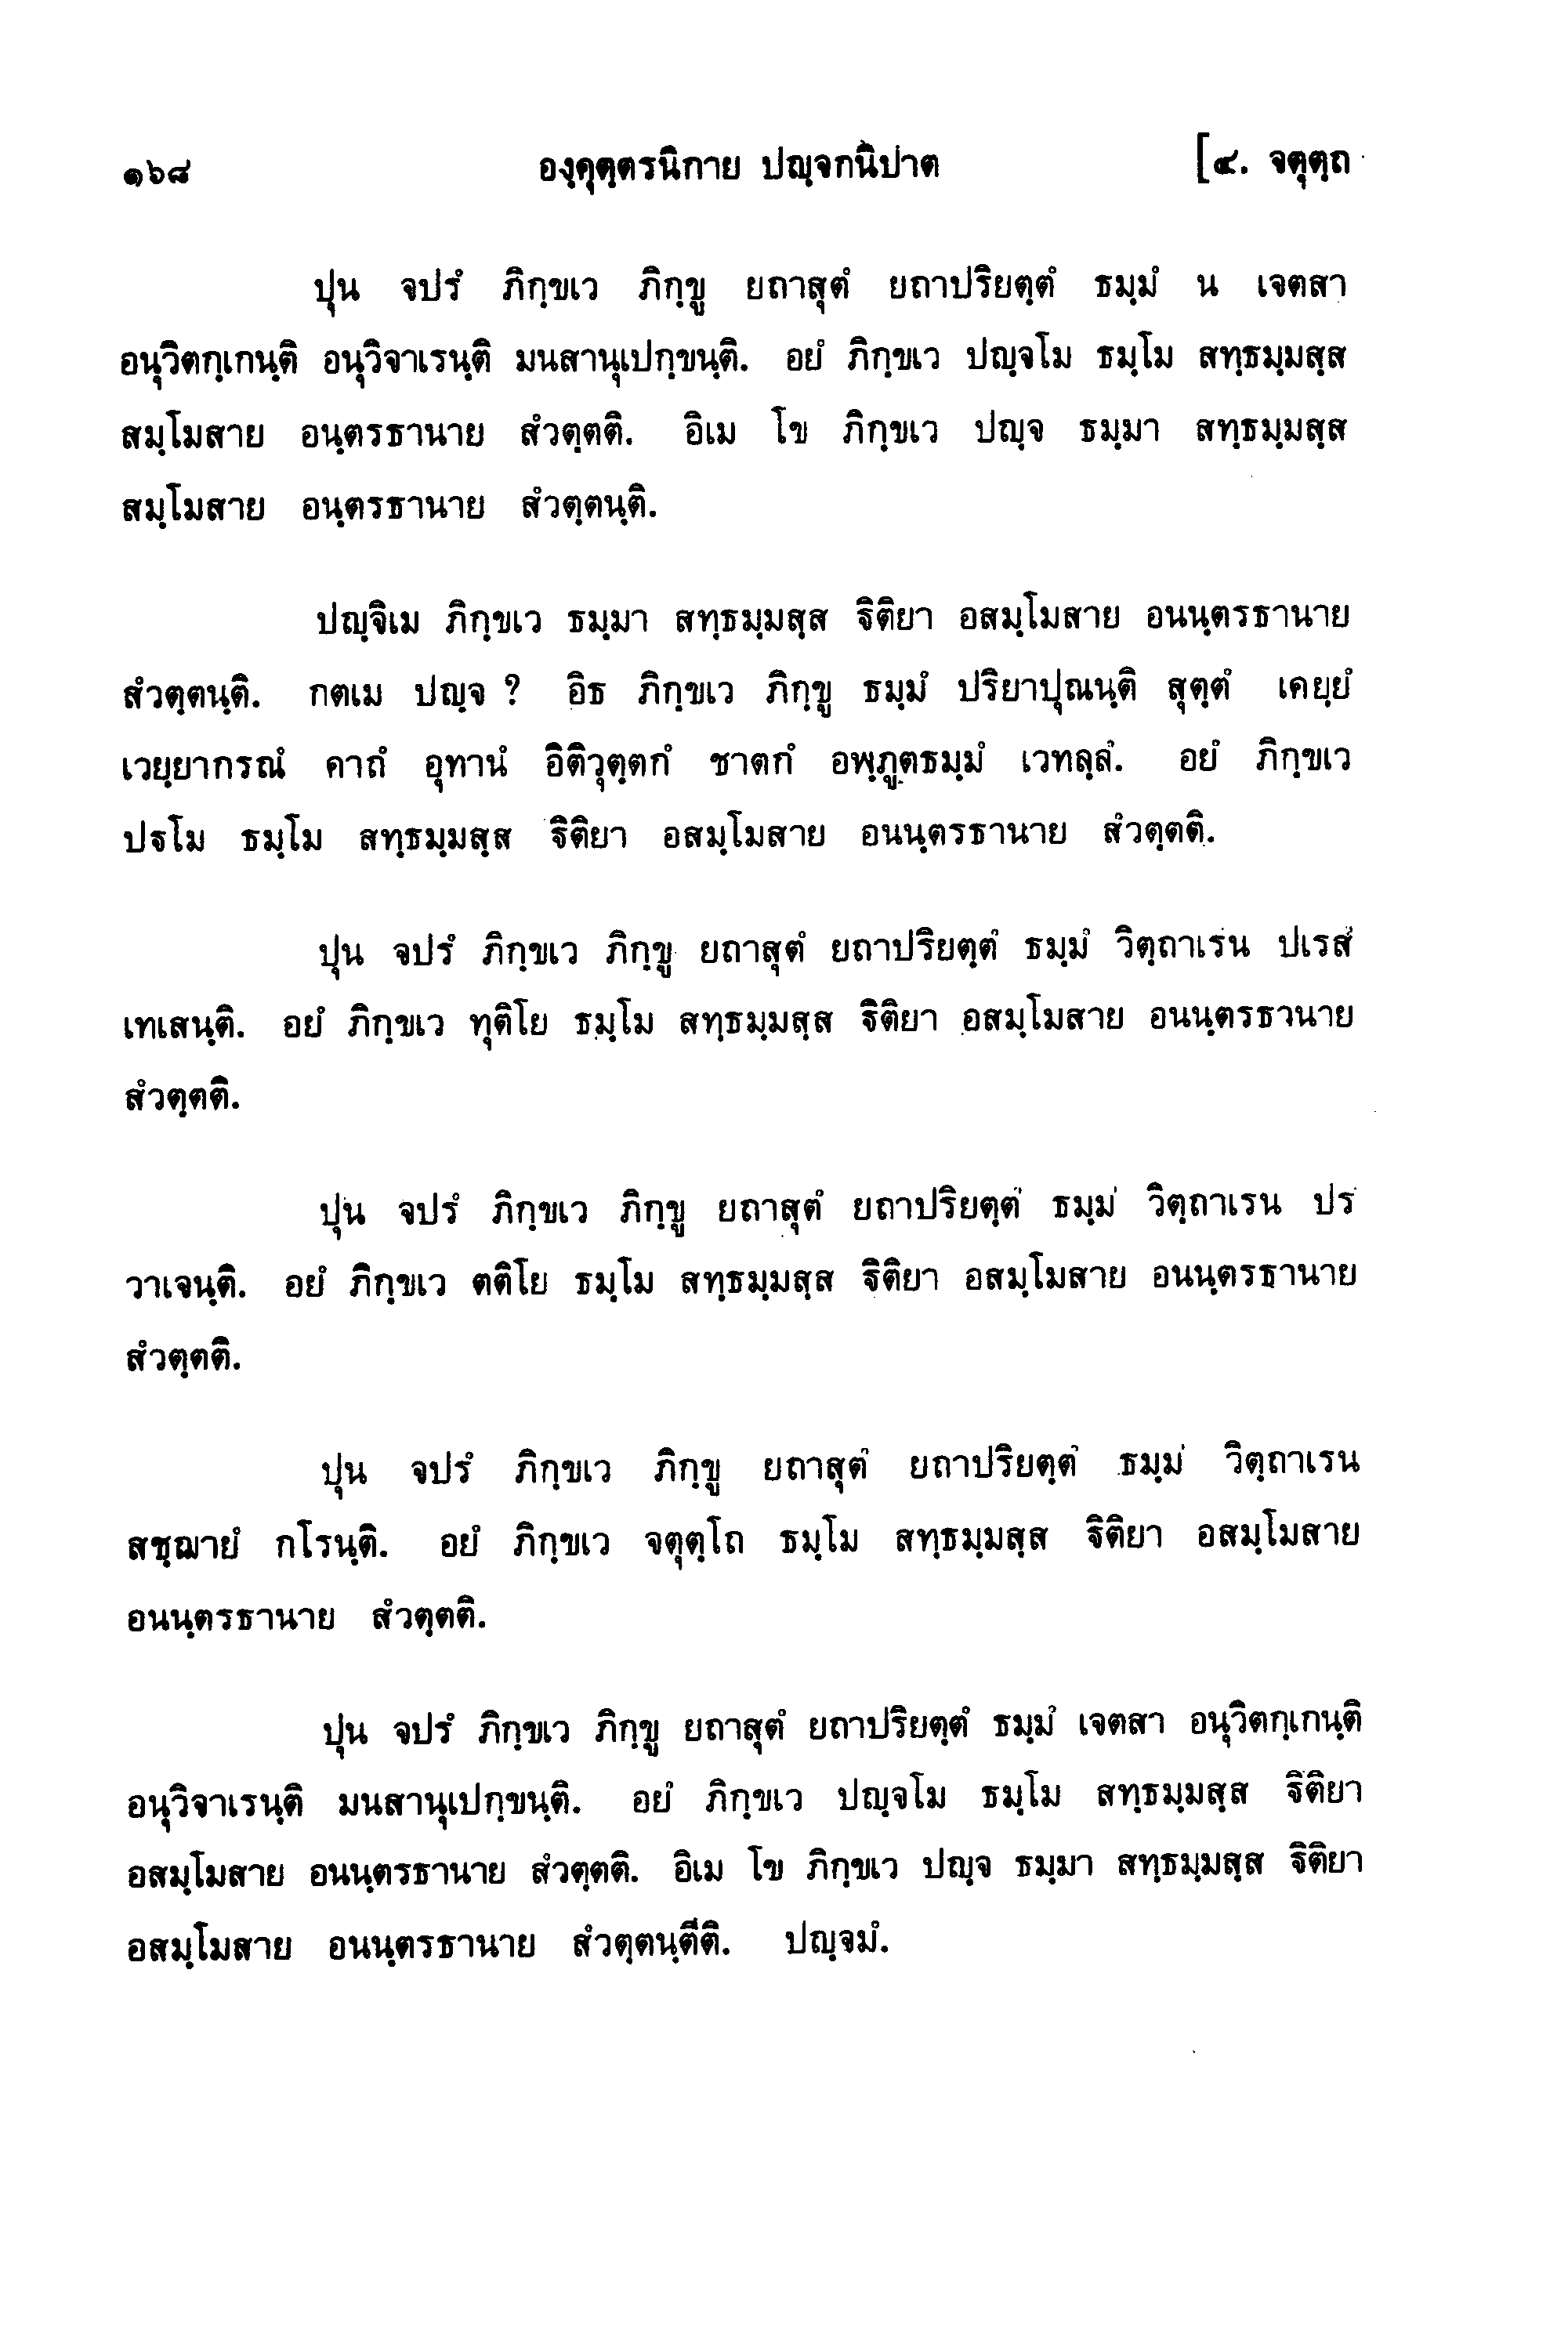 ๑๖๘ องฺคุตฺตรนิกาย ปญฺจกนิปาต [๔. จตุตฺถ
ปุน จปรํ ภิกฺขเว ภิกฺขู ยถาสุตํ ยถาปริยตฺตํ ธมฺมํ น เจตสา
อนุวิตกฺเกนฺติ อนุวิจาเรนฺติ มนสานุเปกฺขนฺติ. อยํ ภิกฺขเว ปญฺจโม ธมฺโม สทฺธมฺมสฺส
สมฺโมสาย อนฺตรธานาย สํวตฺตติ. อิเม โข ภิกฺขเว ปญฺจ ธมฺมา สทฺธมฺมสฺส
สมฺโมสาย อนฺตรธานาย สํวตฺตนฺติ.
ปญฺจิเม ภิกฺขเว ธมฺมา สทฺธมฺมสฺส ฐิติยา อสมฺโมสาย อนนฺตรธานาย
สํวตฺตนฺติ. กตเม ปญฺจ ? อิธ ภิกฺขเว ภิกฺขู ธมฺมํ ปริยาปุณนฺติ สุตฺตํ เคยฺยํ
เวยฺยากรณํ คาถํ อุทานํ อิติวุตฺตกํ ชาตกํ อพฺภูตธมฺมํ เวทลฺลํ. อยํ ภิกฺขเว
ปฐโม ธมฺโม สทฺธมฺมสฺส ฐิติยา อสมฺโมสาย อนนฺตรธานาย สํวตฺตติ.
ปุน จปรํ ภิกฺขเว ภิกฺขู ยถาสุตํ ยถาปริยตฺตํ ธมฺมํ วิตฺถาเรน ปเรสํ
เทเสนฺติ. อยํ ภิกฺขเว ทุติโย ธมฺโม สทฺธมฺมสฺส ฐิติยา อสมฺโมสาย อนนฺตรธานาย
สํวตฺตติ.
ปุน จปรํ ภิกฺขเว ภิกฺขู ยถาสุตํ ยถาปริยตฺตํ ธมฺมํ วิตฺถาเรน ปรํ
วาเจนฺติ. อยํ ภิกฺขเว ตติโย ธมฺโม สทฺธมฺมสฺส ฐิติยา อสมฺโมสาย อนนฺตรธานาย
สํวตฺตติ.
ปุน จปรํ ภิกฺขเว ภิกฺขู ยถาสุตํ ยถาปริยตฺตํ ธมฺมํ วิตฺถาเรน
สชฺฌายํ กโรนฺติ. อยํ ภิกฺขเว จตุตฺโถ ธมฺโม สทฺธมฺมสฺส ฐิติยา อสมฺโมสาย
อนนฺตรธานาย สํวตฺตติ.
ปุน จปรํ ภิกฺขเว ภิกฺขู ยถาสุตํ ยถาปริยตฺตํ ธมฺมํ เจตสา อนุวิตกฺเกนฺติ
อนุวิจาเรนฺติ มนสานุเปกฺขนฺติ. อยํ ภิกฺขเว ปญฺจโม ธมฺโม สทฺธมฺมสฺส ฐิติยา
อสมฺโมสาย อนนฺตรธานาย สํวตฺตติ. อิเม โข ภิกฺขเว ปญฺจ ธมฺมา สทฺธมฺมสฺส ฐิติยา
อสมฺโมสาย อนนฺตรธานาย สํวตฺตนฺตีติ. ปญฺจมํ.